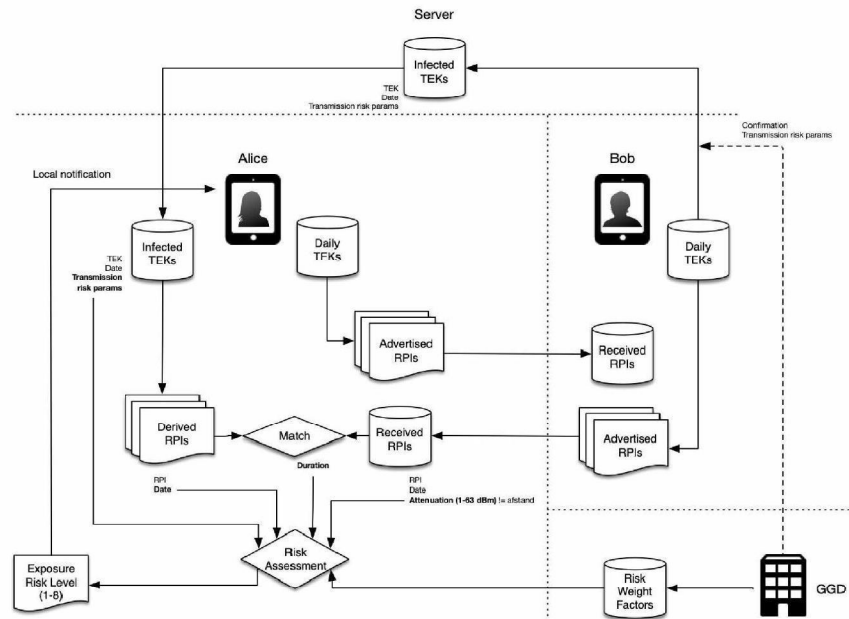 Server
Infected
TEKs
TEK
Date
Transmission risk params
Confirmation
Transmission risk params
Alice
Bob
Local notification
Infected
TEKs
Daily
TEKs
Daily
TEKs
TEK
Date
Transmission
risk params
Advertised
RPIs
Received
RPIs
Derived
RPIs
Match
Received
RPIs
Advertised
RPIs
Duration
RPI
Date
RPI
Date
Attenuation (1-63 dBm) != afstand
Risk
Assessment
Exposure
Risk Level
(1-8)
Risk
Weight
Factors
GGD